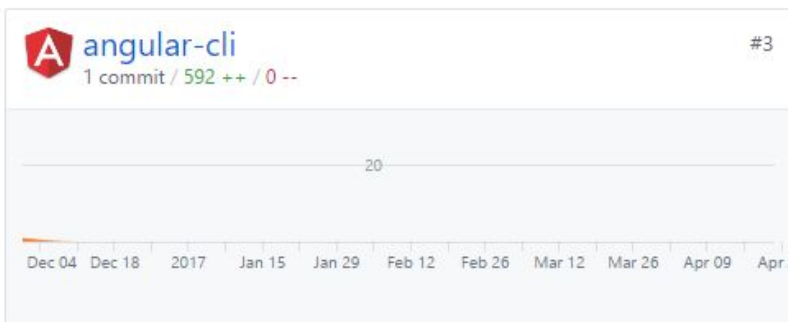 angular-cli #3
1 commit / 592 ++ / 0 --
20
Dec 04 Dec 18 2017 Jan 15 Jan 29 Feb 12 Feb 26 Mar 12 Mar 26 Apr 09 Apr